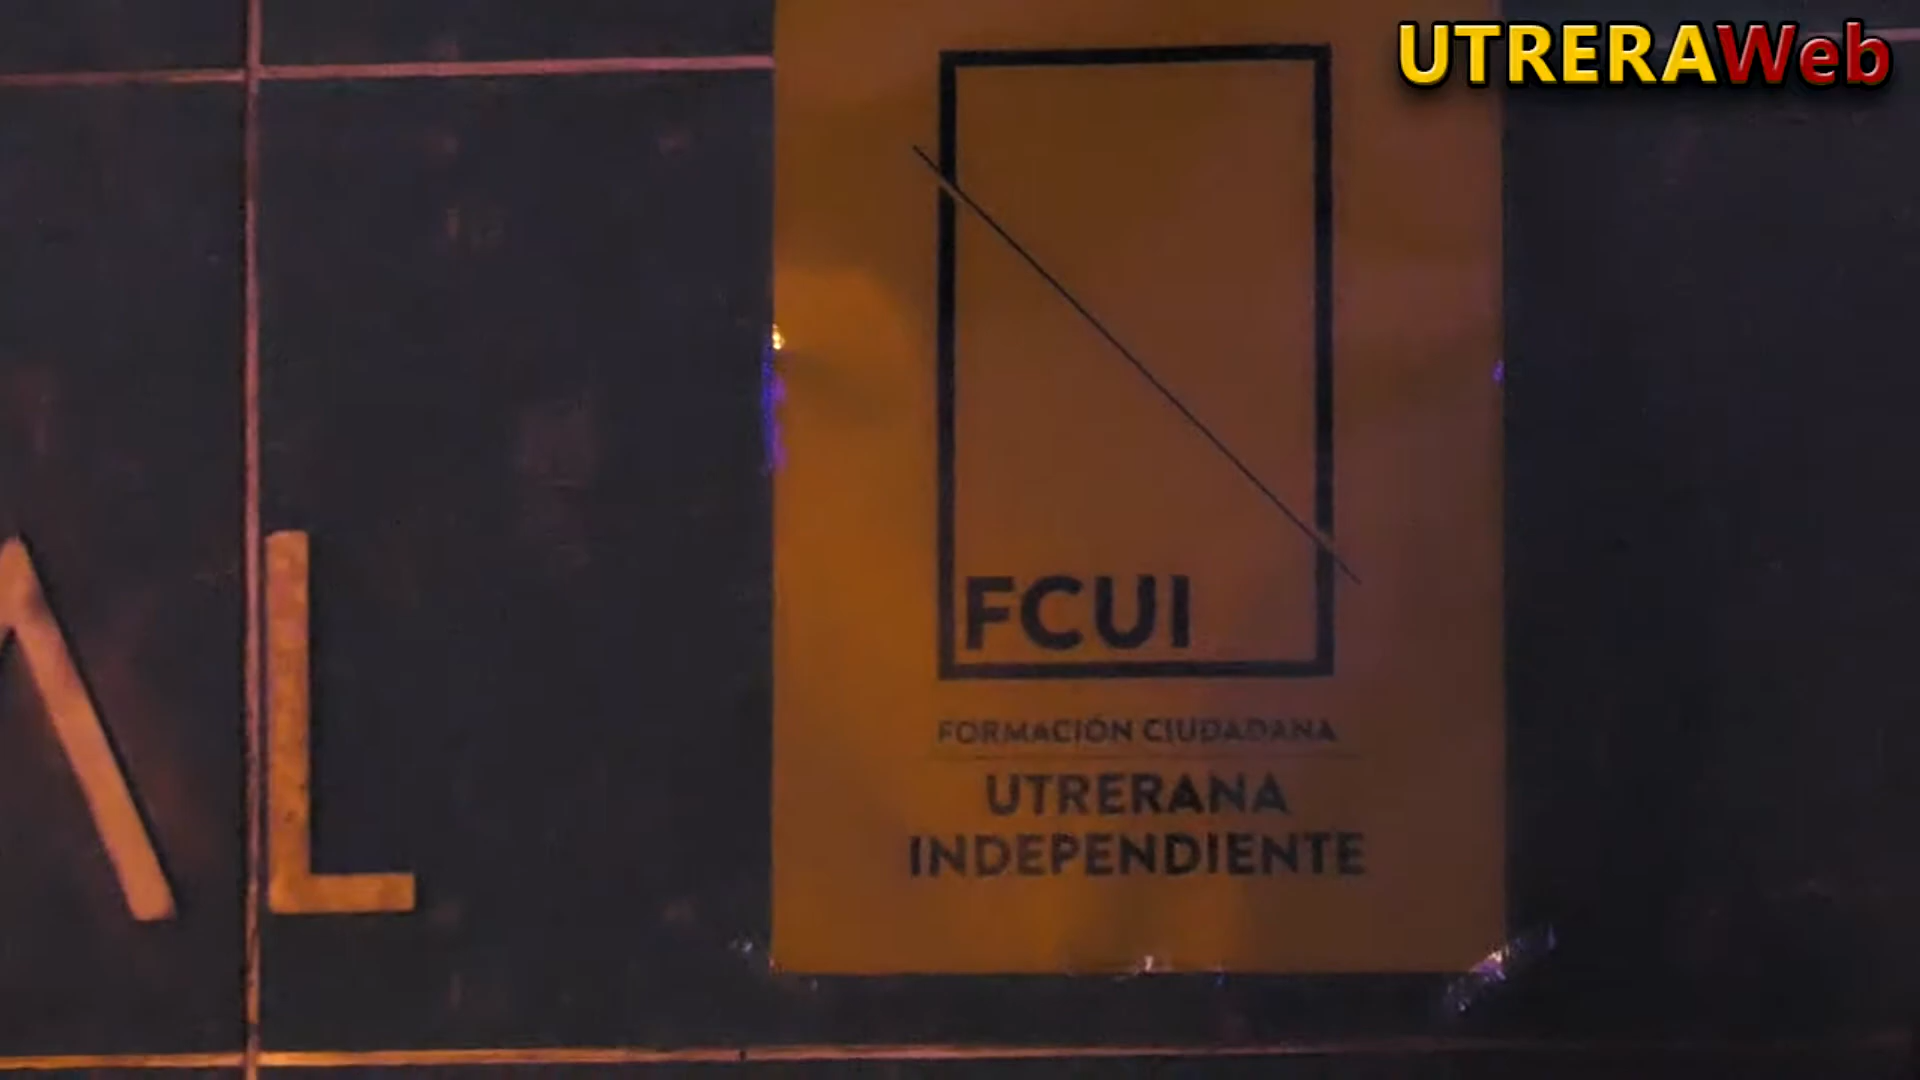 UTRERAWeb
AL
FCUI
FORMACIÓN CIUDADANA
UTRERANA
INDEPENDIENTE